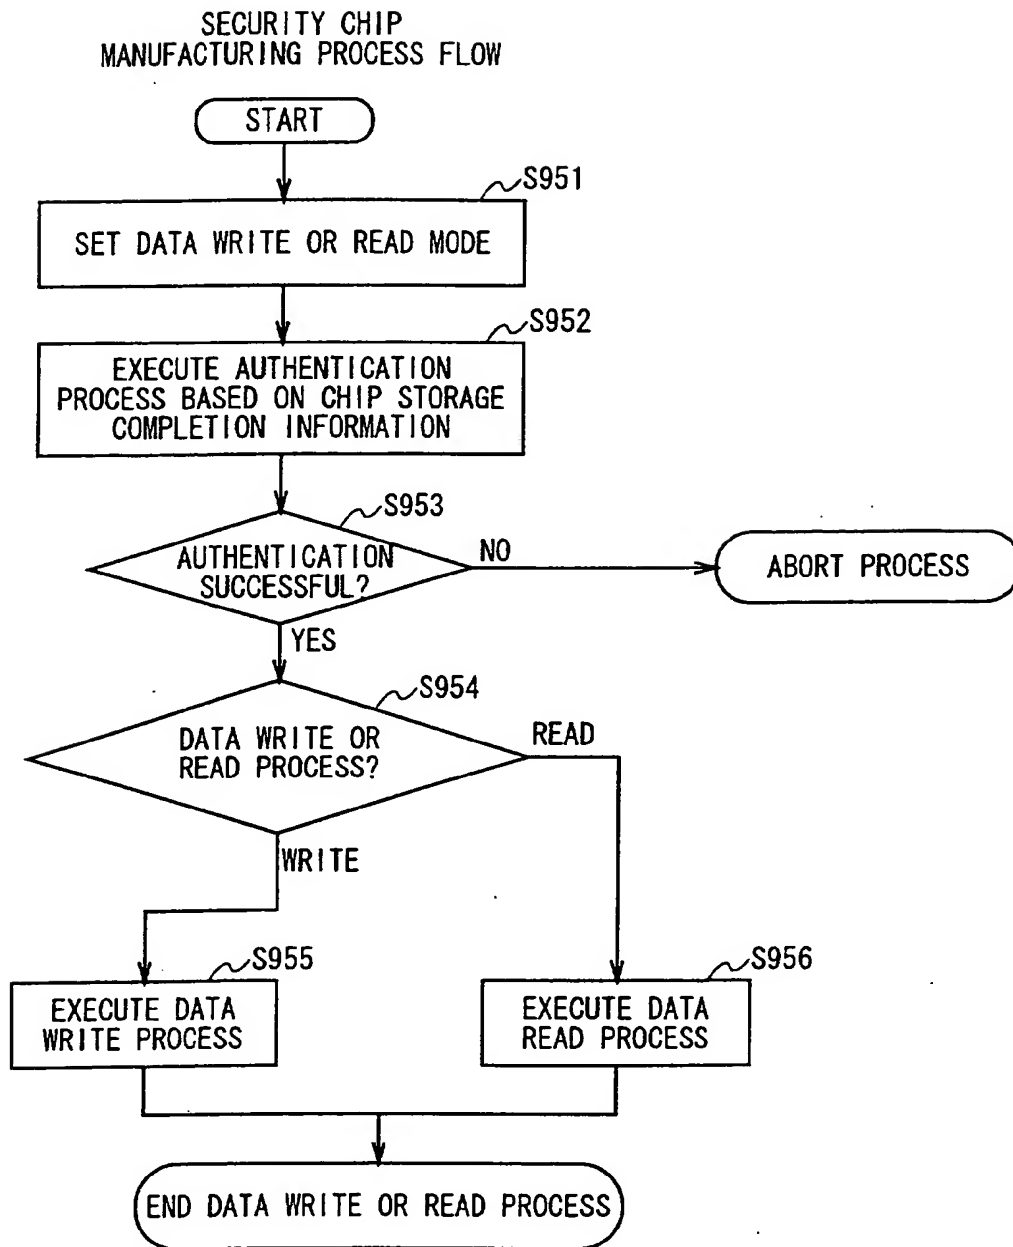 SECURITY CHIP
MANUFACTURING PROCESS FLOW
START
S951
SET DATA WRITE OR READ MODE
S952
EXECUTE AUTHENTICATION
PROCESS BASED ON CHIP STORAGE
COMPLETION INFORMATION
S953
AUTHENTICATION
SUCCESSFUL?
NO
ABORT PROCESS
YES
S954
DATA WRITE OR
READ PROCESS?
READ
WRITE
S955
EXECUTE DATA
WRITE PROCESS
S956
EXECUTE DATA
READ PROCESS
END DATA WRITE OR READ PROCESS